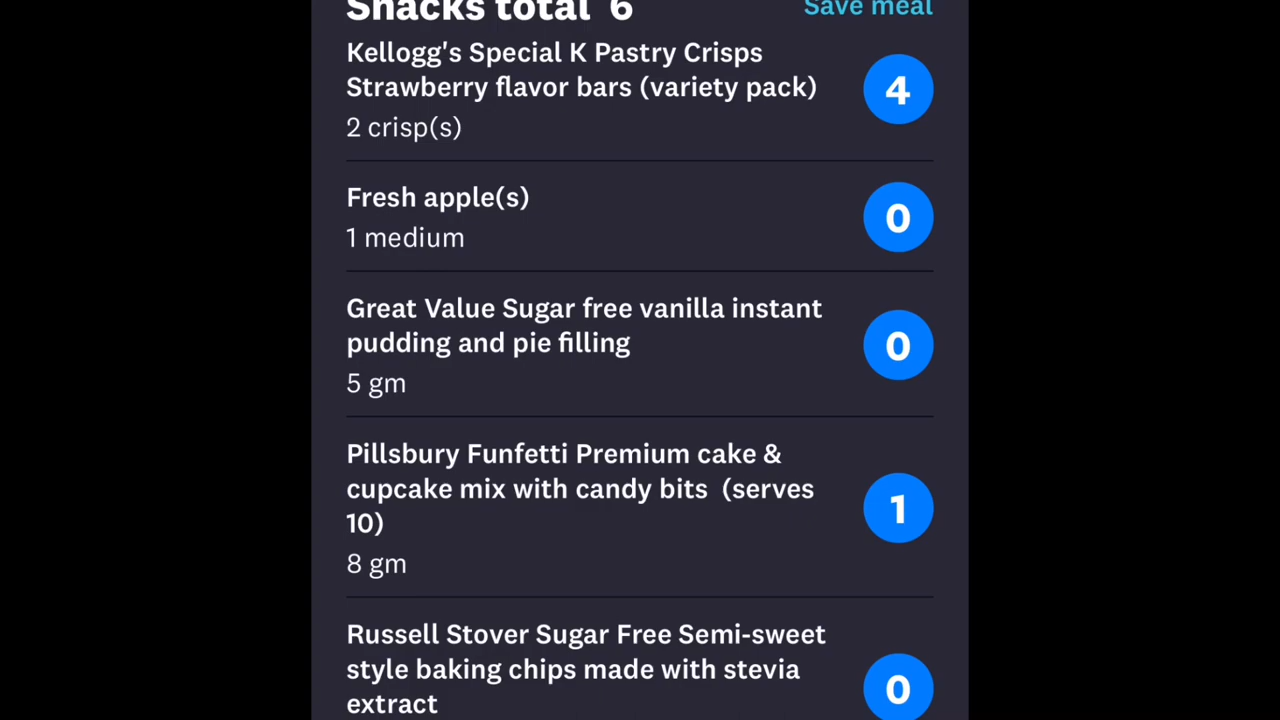 Snacks total 6
Save meal
Kellogg's Special K Pastry Crisps
Strawberry flavor bars (variety pack)
2 crisp(s)
4
Fresh apple(s)
1 medium
0
Great Value Sugar free vanilla instant
pudding and pie filling
5 gm
0
Pillsbury Funfetti Premium cake &
cupcake mix with candy bits (serves
10)
8 gm
1
Russell Stover Sugar Free Semi-sweet
style baking chips made with stevia
extract
0